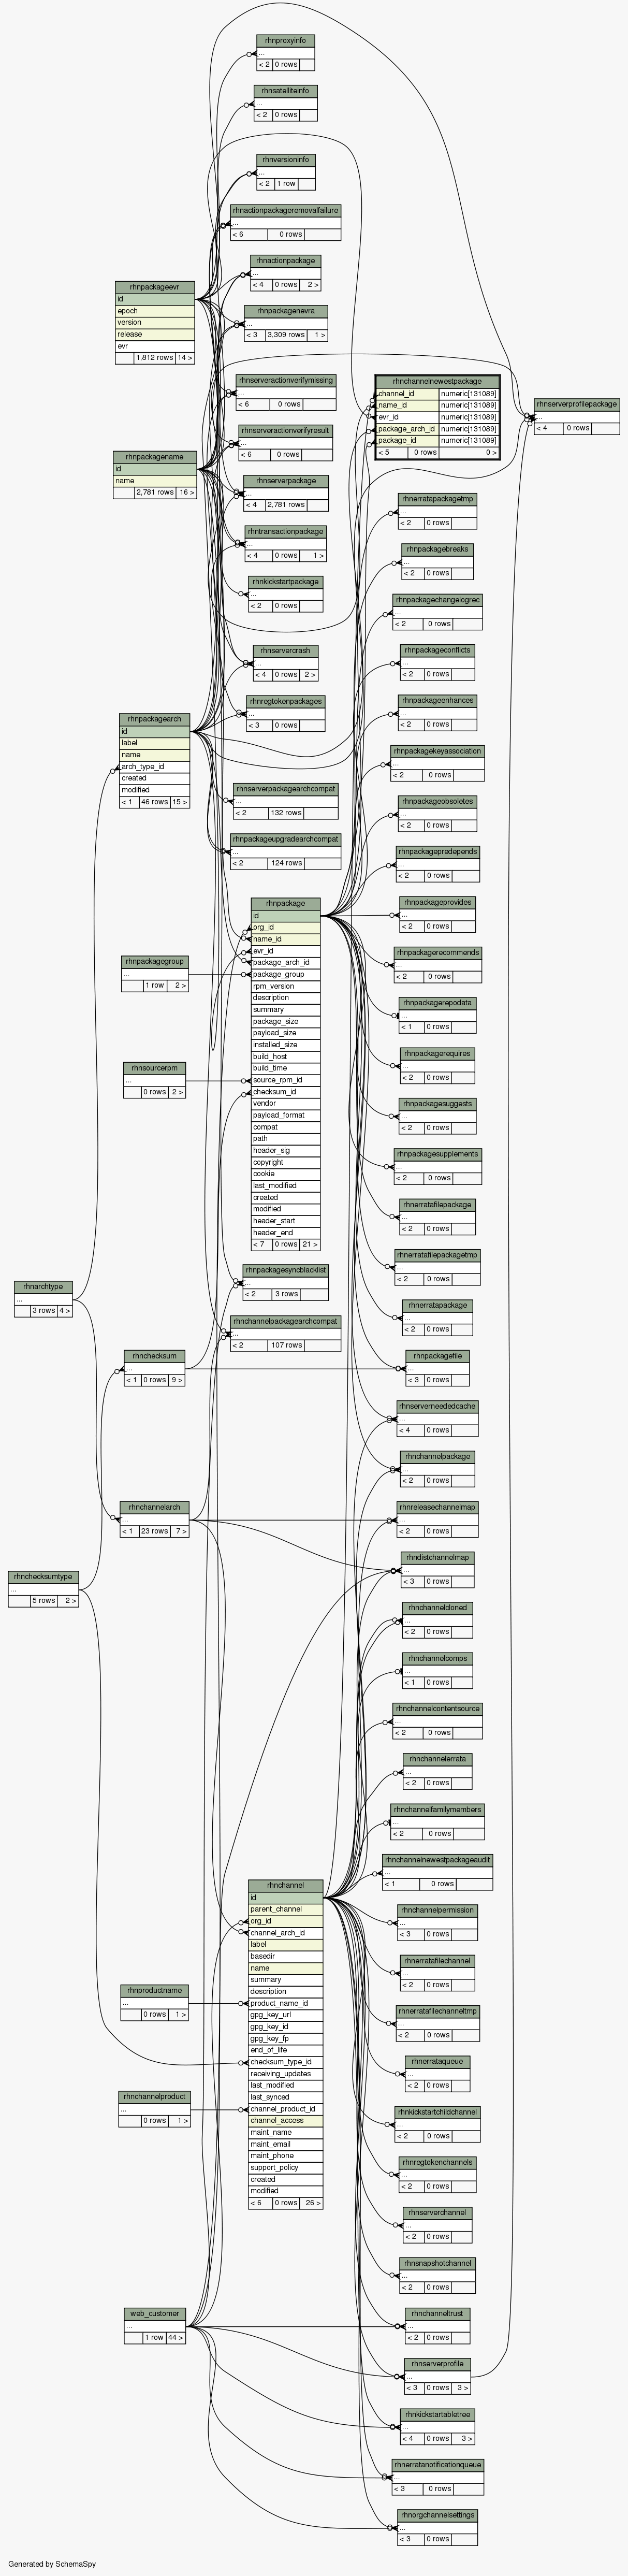 rhnproxyinfo
...
< 2 0 rows
rhnsatelliteinfo
...
< 2 0 rows
rhnversioninfo
...
< 2 1 row
rhnactionpackageremovalfailure
...
< 6 0 rows
rhnactionpackage
...
< 4 0 rows 2 >
rhnpackageevr
id
epoch
version
release
evr
1,812 rows 14 >
rhnpackagenevra
...
< 3 3,309 rows 1 >
rhnserveractionverifymissing
...
< 6 0 rows
rhnchannelnewestpackage
channel_id numeric[131089]
name_id numeric[131089]
evr_id numeric[131089]
package_arch_id numeric[131089]
package_id numeric[131089]
< 5 0 rows 0 >
rhnserverprofilepackage
...
< 4 0 rows
rhnserveractionverifyresult
...
< 6 0 rows
rhnpackagename
id
name
2,781 rows 16 >
rhnserverpackage
...
< 4 2,781 rows
rhnerratapackagetmp
...
< 2 0 rows
rhntransactionpackage
...
< 4 0 rows 1 >
rhnpackagebreaks
...
< 2 0 rows
rhnkickstartpackage
...
< 2 0 rows
rhnpackagechangelogrec
...
< 2 0 rows
rhnservercrash
...
< 4 0 rows 2 >
rhnpackageconflicts
...
< 2 0 rows
rhnregtokenpackages
...
< 3 0 rows
rhnpackageenhances
...
< 2 0 rows
rhnpackagearch
id
label
name
arch_type_id
created
modified
< 1 46 rows 15 >
rhnpackagekeyassociation
...
< 2 0 rows
rhnserverpackagearchcompat
...
< 2 132 rows
rhnpackageobsoletes
...
< 2 0 rows
rhnpackageupgradearchcompat
...
< 2 124 rows
rhnpackagepredepends
...
< 2 0 rows
rhnpackage
id
org_id
name_id
evr_id
package_arch_id
package_group
rpm_version
description
summary
package_size
payload_size
installed_size
build_host
build_time
source_rpm_id
checksum_id
vendor
payload_format
compat
path
header_sig
copyright
cookie
last_modified
created
modified
header_start
header_end
< 7 0 rows 21 >
rhnpackageprovides
...
< 2 0 rows
rhnpackagegroup
...
1 row 2 >
rhnpackagerecommends
...
< 2 0 rows
rhnpackagerepodata
...
< 1 0 rows
rhnsourcerpm
...
0 rows 2 >
rhnpackagerequires
...
< 2 0 rows
rhnpackagesuggests
...
< 2 0 rows
rhnpackagesupplements
...
< 2 0 rows
rhnerratafilepackage
...
< 2 0 rows
rhnerratafilepackagetmp
...
< 2 0 rows
rhnpackagesyncblacklist
...
< 2 3 rows
rhnarchtype
...
3 rows 4 >
rhnerratapackage
...
< 2 0 rows
rhnchannelpackagearchcompat
...
< 2 107 rows
rhnchecksum
...
< 1 0 rows 9 >
rhnpackagefile
...
< 3 0 rows
rhnserverneededcache
...
< 4 0 rows
rhnchannelpackage
...
< 2 0 rows
rhnchannelarch
...
< 1 23 rows 7 >
rhnreleasechannelmap
...
< 2 0 rows
rhndistchannelmap
...
< 3 0 rows
rhnchecksumtype
...
5 rows 2 >
rhnchannelcloned
...
< 2 0 rows
rhnchannelcomps
...
< 1 0 rows
rhnchannelcontentsource
...
< 2 0 rows
rhnchannelerrata
...
< 2 0 rows
rhnchannelfamilymembers
...
< 2 0 rows
rhnchannelnewestpackageaudit
...
< 1 0 rows
rhnchannel
id
parent_channel
org_id
channel_arch_id
label
basedir
name
summary
description
product_name_id
gpg_key_url
gpg_key_id
gpg_key_fp
end_of_life
checksum_type_id
receiving_updates
last_modified
last_synced
channel_product_id
channel_access
maint_name
maint_email
maint_phone
support_policy
created
modified
< 6 0 rows 26 >
rhnchannelpermission
...
< 3 0 rows
rhnerratafilechannel
...
< 2 0 rows
rhnproductname
...
0 rows 1 >
rhnerratafilechanneltmp
...
< 2 0 rows
rhnerrataqueue
...
< 2 0 rows
rhnchannelproduct
...
0 rows 1 >
rhnkickstartchildchannel
...
< 2 0 rows
rhnregtokenchannels
...
< 2 0 rows
rhnserverchannel
...
< 2 0 rows
rhnsnapshotchannel
...
< 2 0 rows
web_customer
...
1 row 44 >
rhnchanneltrust
...
< 2 0 rows
rhnserverprofile
...
< 3 0 rows 3 >
rhnkickstartabletree
...
< 4 0 rows 3 >
rhnerratanotificationqueue
...
< 3 0 rows
rhnorgchannelsettings
...
< 3 0 rows
Generated by SchemaSpy